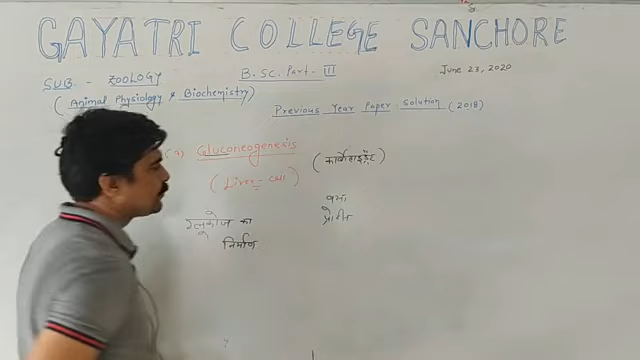 GAYATRI COLLEGE SANCHORE
SUB. - ZOOLOGY B.SC. Part - III June 23, 2020
( Animal Physiology & Biochemistry)
Previous Year Paper Solution (2018)
(9) Gluconeogenesis (कार्बोहाइड्रेट)
( Liver - cell )
वसा
ग्लूकोज का प्रोटीन
निर्माण